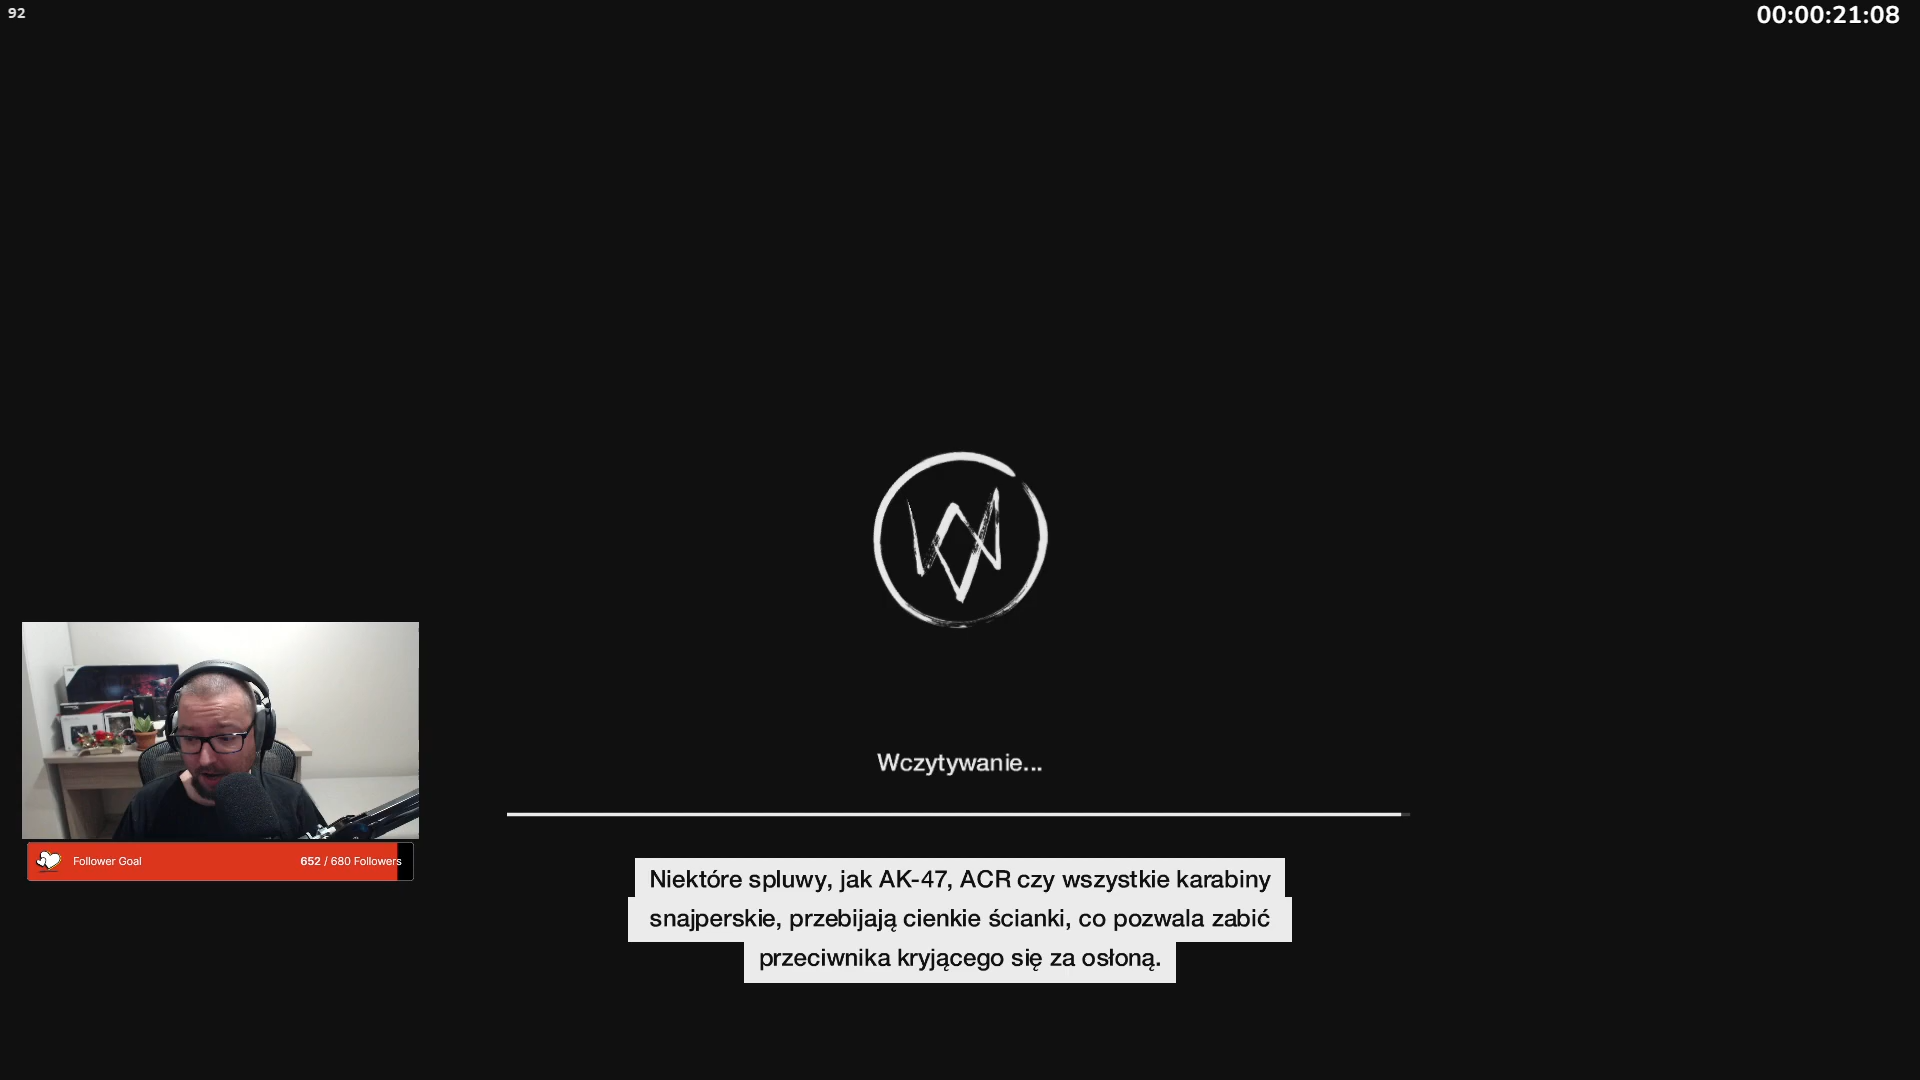 92
00:00:21:08
Wczytywanie...
Follower Goal
652 / 680 Followers
Niektóre spluwy, jak AK-47, ACR czy wszystkie karabiny
snajperskie, przebijają cienkie ścianki, co pozwala zabić
przeciwnika kryjącego się za osłoną.